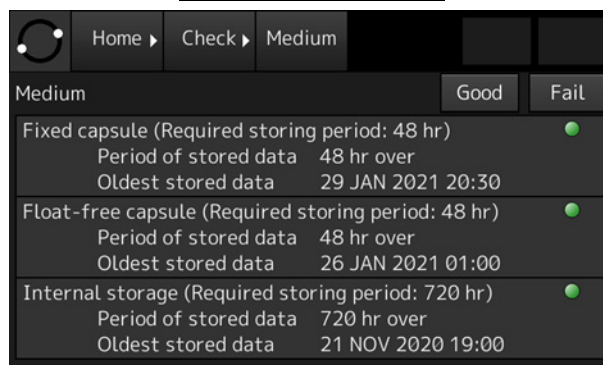 Home ▶ Check ▶ Medium
Medium Good Fail
Fixed capsule (Required storing period: 48 hr)
Period of stored data 48 hr over
Oldest stored data 29 JAN 2021 20:30
Float-free capsule (Required storing period: 48 hr)
Period of stored data 48 hr over
Oldest stored data 26 JAN 2021 01:00
Internal storage (Required storing period: 720 hr)
Period of stored data 720 hr over
Oldest stored data 21 NOV 2020 19:00